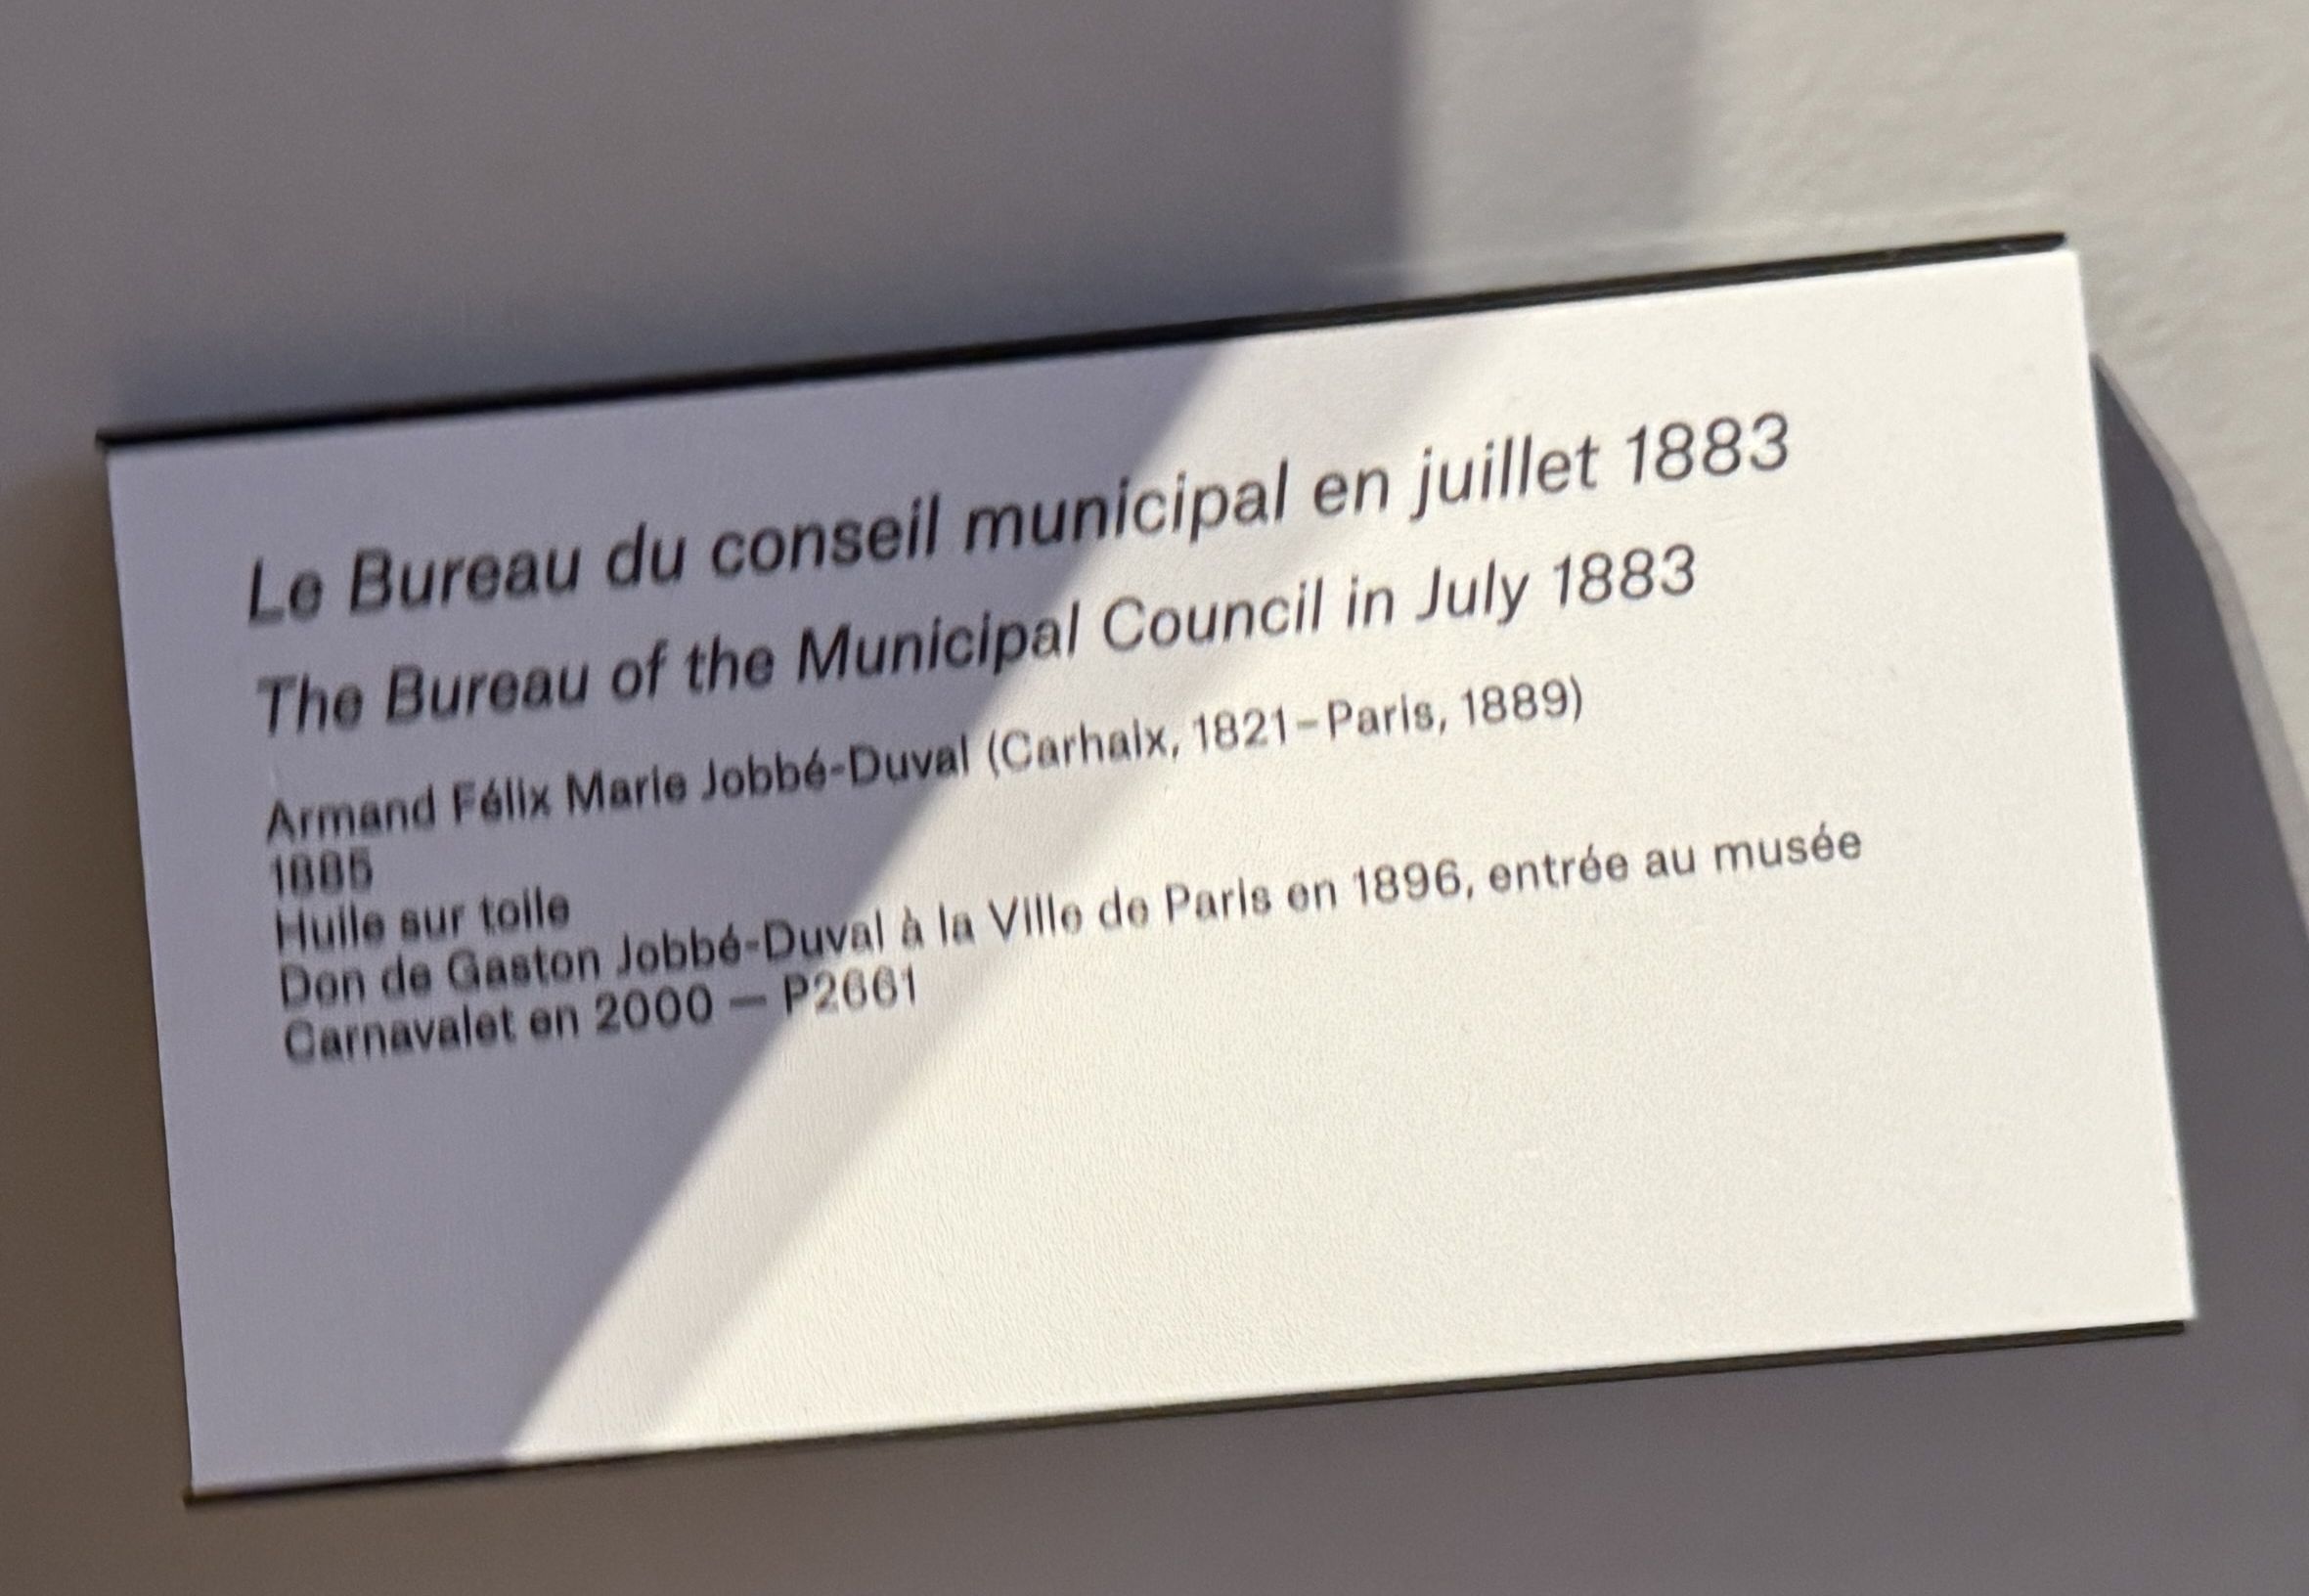 Le Bureau du conseil municipal en juillet 1883
The Bureau of the Municipal Council in July 1883
Armand Félix Marie Jobbé-Duval (Carhaix, 1821–Paris, 1889)
1885
Huile sur toile
Don de Gaston Jobbé-Duval à la Ville de Paris en 1896, entrée au musée
Carnavalet en 2000 — P2661